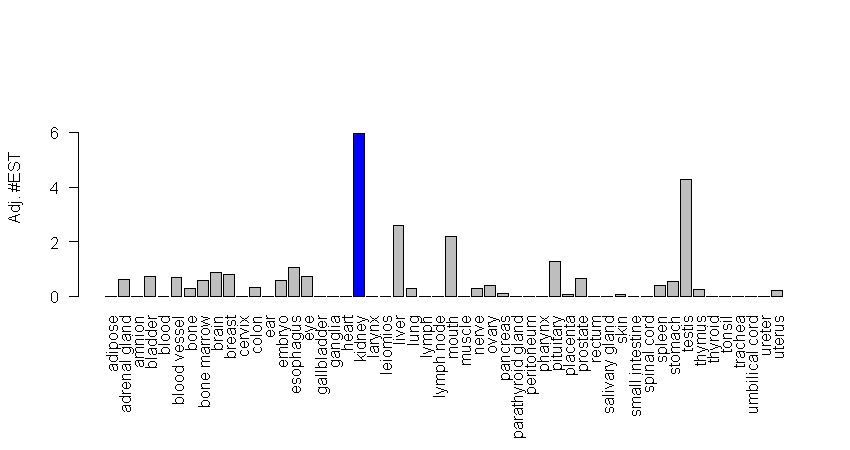 Adj. #EST
6
4
2
0
adipose
adrenal gland
amnion
bladder
blood
blood vessel
bone
bone marrow
brain
breast
cervix
colon
ear
embryo
esophagus
eye
gallbladder
ganglia
heart
kidney
larynx
leiomios
liver
lung
lymph
lymph node
mouth
muscle
nerve
ovary
pancreas
parathyroid gland
peritoneum
pharynx
pituitary
placenta
prostate
rectum
salivary gland
skin
small intestine
spinal cord
spleen
stomach
testis
thymus
thyroid
tonsil
trachea
umbilical cord
ureter
uterus